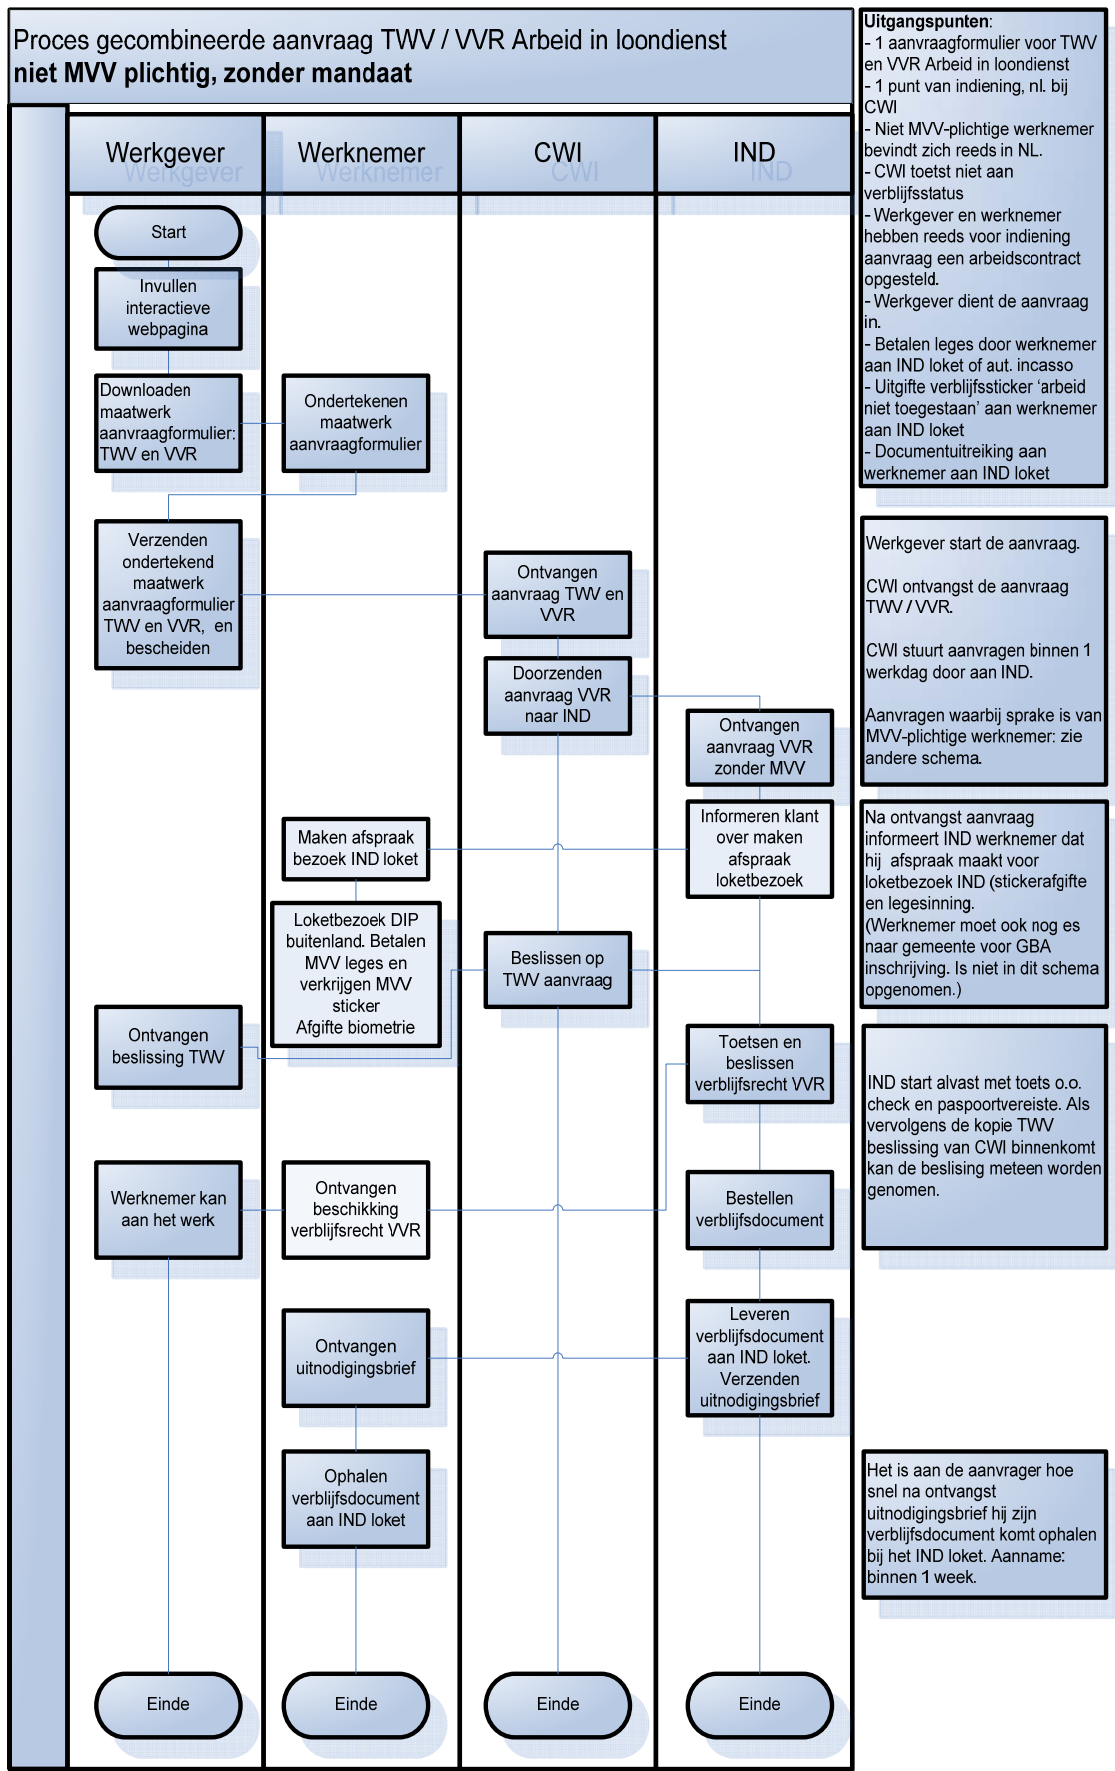 Proces gecombineerde aanvraag TWV / VVR Arbeid in loondienst
niet MVV plichtig, zonder mandaat
Werkgever
Werknemer
CWI
IND
Start
Invullen
interactieve
webpagina
Downloaden
maatwerk
aanvraagformulier:
TWV en VVR
Ondertekenen
maatwerk
aanvraagformulier
Verzenden
ondertekend
maatwerk
aanvraagformulier
TWV en VVR, en
bescheiden
Ontvangen
aanvraag TWV en
VVR
Doorzenden
aanvraag VVR
naar IND
Ontvangen
aanvraag VVR
zonder MVV
Informeren klant
over maken
afspraak
loketbezoek
Maken afspraak
bezoek IND loket
Loketbezoek DIP
buitenland. Betalen
MVV leges en
verkrijgen MVV
sticker
Afgifte biometrie
Beslissen op
TWV aanvraag
Ontvangen
beslissing TWV
Toetsen en
beslissen
verblijfsrecht VVR
Werknemer kan
aan het werk
Ontvangen
beschikking
verblijfsrecht VVR
Bestellen
verblijfsdocument
Ontvangen
uitnodigingsbrief
Leveren
verblijfsdocument
aan IND loket.
Verzenden
uitnodigingsbrief
Ophalen
verblijfsdocument
aan IND loket
Einde
Einde
Einde
Einde
Uitgangspunten:
- 1 aanvraagformulier voor TWV
en VVR Arbeid in loondienst
- 1 punt van indiening, nl. bij
CWI
- Niet MVV-plichtige werknemer
bevindt zich reeds in NL.
- CWI toetst niet aan
verblijfsstatus
- Werkgever en werknemer
hebben reeds voor indiening
aanvraag een arbeidscontract
opgesteld.
- Werkgever dient de aanvraag
in.
- Betalen leges door werknemer
aan IND loket of aut. incasso
- Uitgifte verblijfssticker ‘arbeid
niet toegestaan’ aan werknemer
aan IND loket
- Documentuitreiking aan
werknemer aan IND loket
Werkgever start de aanvraag.
CWI ontvangst de aanvraag
TWV / VVR.
CWI stuurt aanvragen binnen 1
werkdag door aan IND.
Aanvragen waarbij sprake is van
MVV-plichtige werknemer: zie
andere schema.
Na ontvangst aanvraag
informeert IND werknemer dat
hij afspraak maakt voor
loketbezoek IND (stickerafgifte
en legesinning.
(Werknemer moet ook nog es
naar gemeente voor GBA
inschrijving. Is niet in dit schema
opgenomen.)
IND start alvast met toets o.o.
check en paspoortvereiste. Als
vervolgens de kopie TWV
beslissing van CWI binnenkomt
kan de beslising meteen worden
genomen.
Het is aan de aanvrager hoe
snel na ontvangst
uitnodigingsbrief hij zijn
verblijfsdocument komt ophalen
bij het IND loket. Aanname:
binnen 1 week.